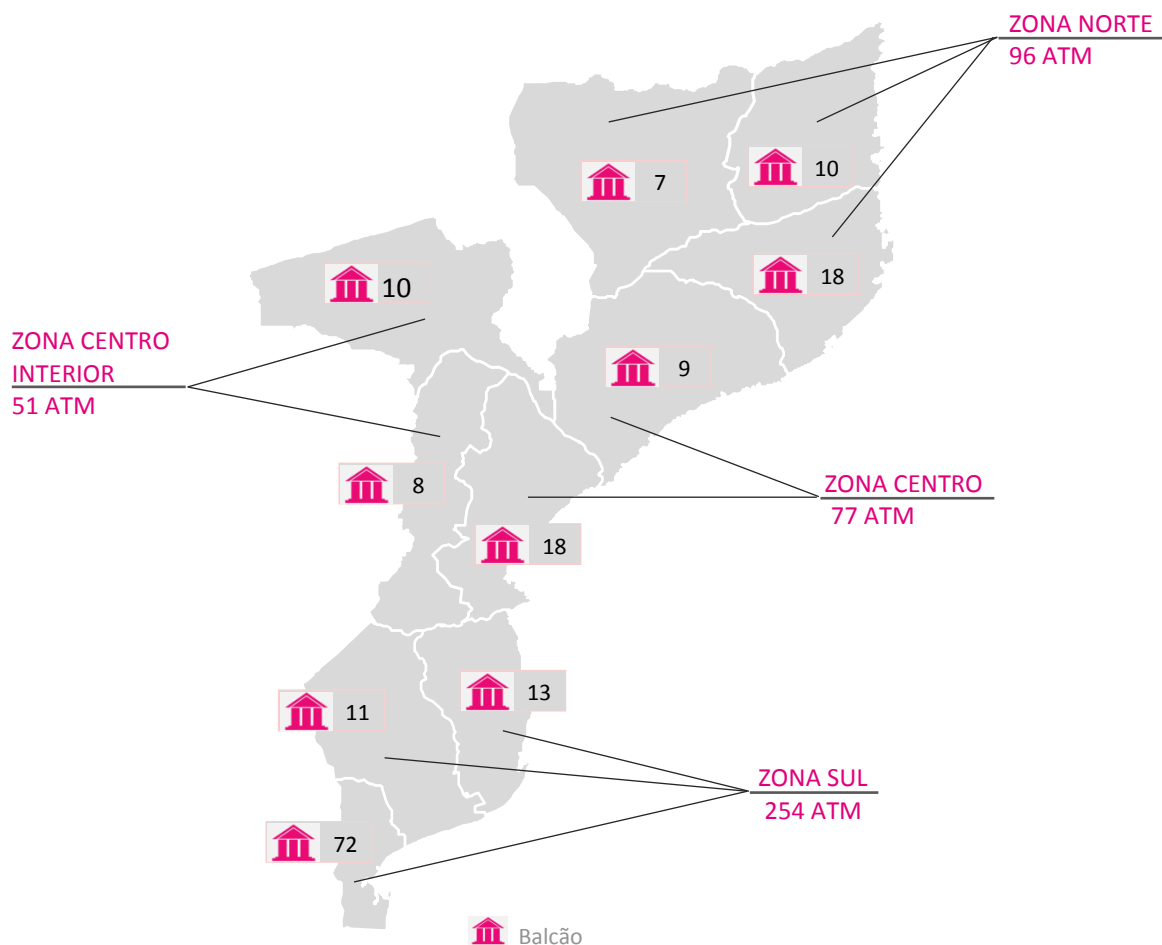 ZONA NORTE
96 ATM
7
10
18
10
ZONA CENTRO
INTERIOR
51 ATM
9
8
ZONA CENTRO
77 ATM
18
13
11
ZONA SUL
254 ATM
72
Balcão